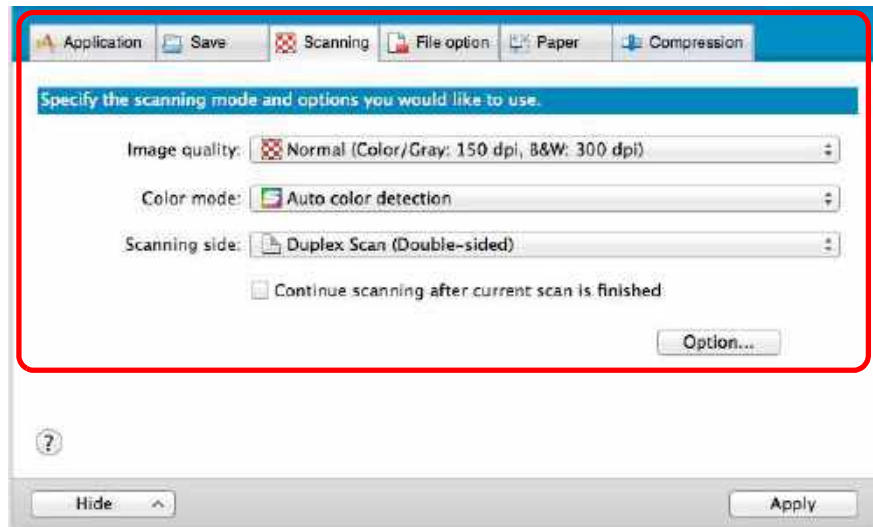 Application Save Scanning File option Paper Compression
Specify the scanning mode and options you would like to use.
Image quality: Normal (Color/Gray: 150 dpi, B&W: 300 dpi)
Color mode: Auto color detection
Scanning side: Duplex Scan (Double-sided)
Continue scanning after current scan is finished
Option...
?
Hide Apply